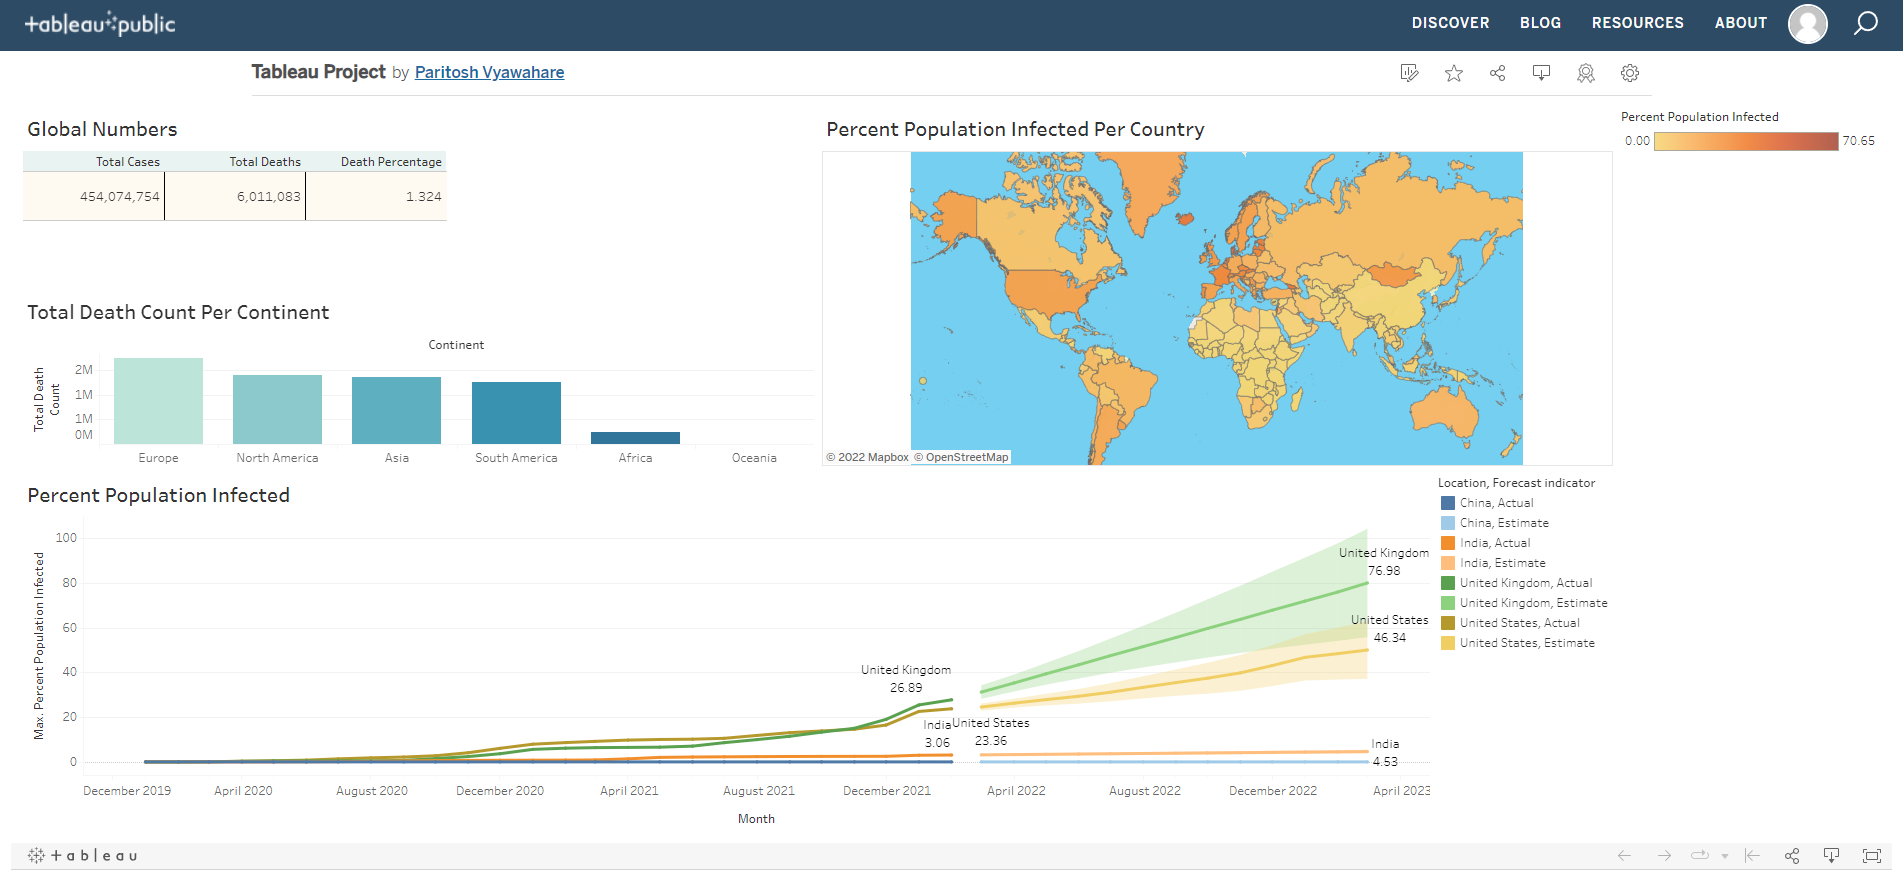 +ableau public
DISCOVER BLOG RESOURCES ABOUT
Tableau Project by Paritosh Vyawahare
Global Numbers
Total Cases Total Deaths Death Percentage
454,074,754 6,011,083 1.324
Percent Population Infected Per Country
© 2022 Mapbox © OpenStreetMap
Percent Population Infected
0.00 70.65
Total Death Count Per Continent
Continent
Total Death
Count
2M
1M
1M
0M
Europe North America Asia South America Africa Oceania
Percent Population Infected
Max. Percent Population Infected
100
80
60
40
20
0
United Kingdom
26.89
India
3.06
United States
23.36
United Kingdom
76.98
United States
46.34
India
4.53
December 2019 April 2020 August 2020 December 2020 April 2021 August 2021 December 2021 April 2022 August 2022 December 2022 April 2023
Month
Location, Forecast indicator
China, Actual
China, Estimate
India, Actual
India, Estimate
United Kingdom, Actual
United Kingdom, Estimate
United States, Actual
United States, Estimate
+ableau